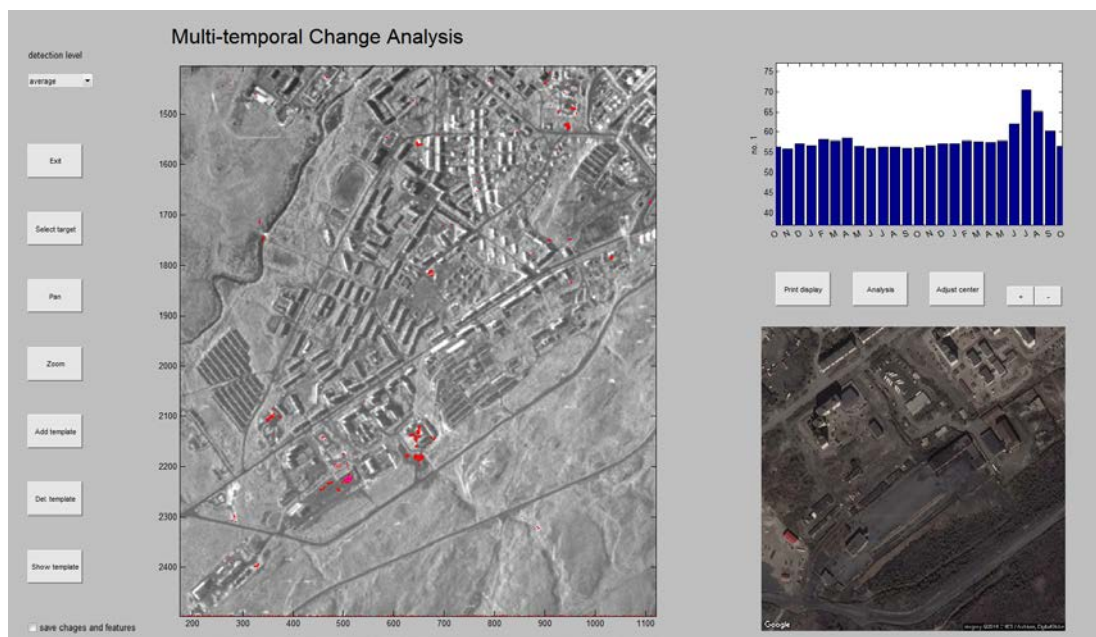 Multi-temporal Change Analysis
detection level
average
Exit
Select target
Pan
Zoom
Add template
Del. template
Show template
save chages and features
1500
1600
1700
1800
1900
2000
2100
2200
2300
2400
200 300 400 500 600 700 800 900 1000 1100
no. 1
75
70
65
60
55
50
45
40
O N D J F M A M J J A S O N D J F M A M J J A S O
Print display Analysis Adjust center + -
Google